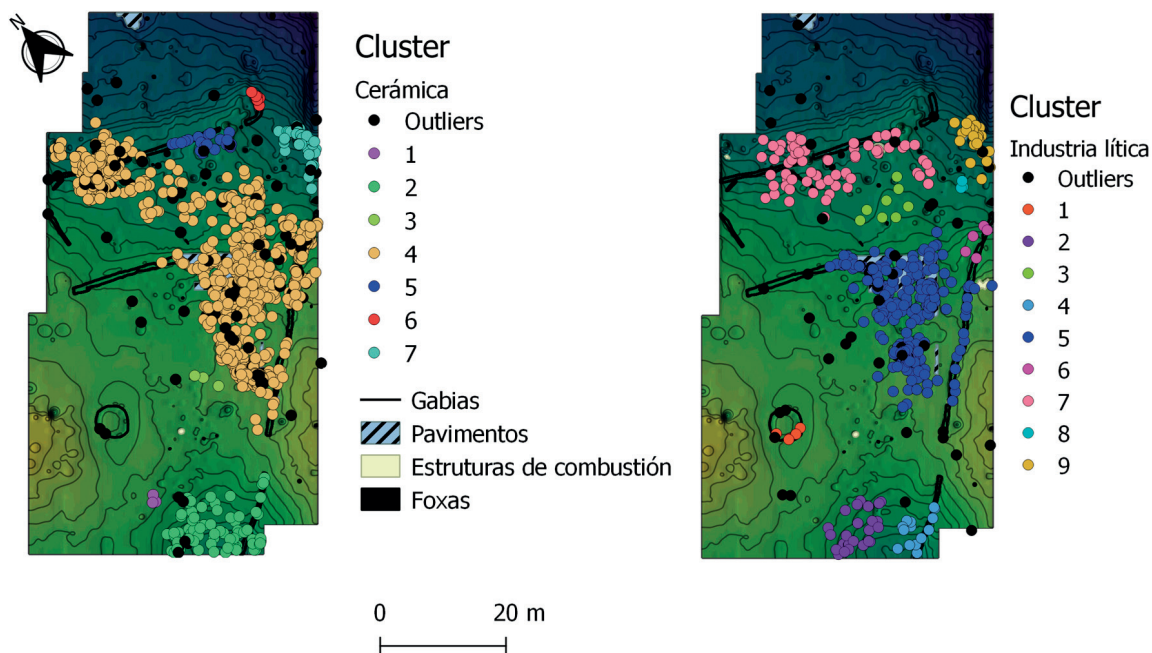 N
Cluster
Cerámica
Outliers
1
2
3
4
5
6
7
Gabias
Pavimentos
Estruturas de combustión
Foxas
Cluster
Industria lítica
Outliers
1
2
3
4
5
6
7
8
9
0 20 m